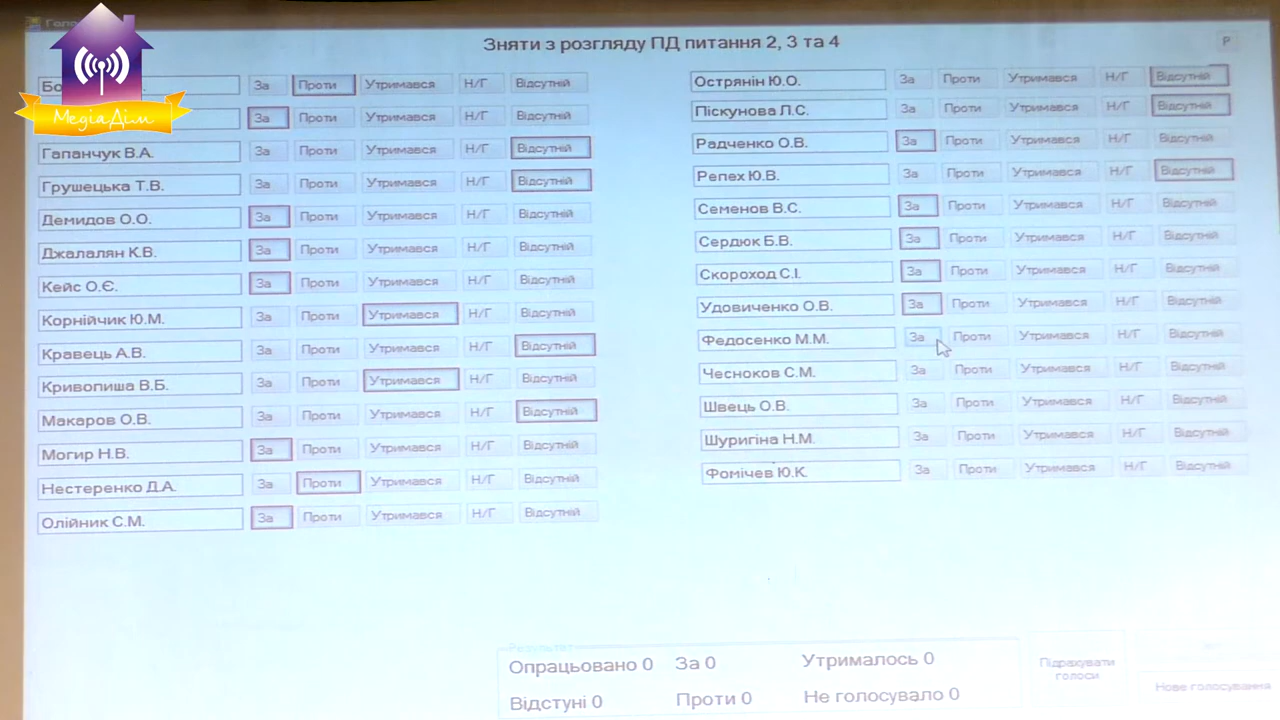 Зняти з розгляду ПД питання 2, 3 та 4
Р
МедіаДім
За Проти Утримався Н/Г Відсутній
За Проти Утримався Н/Г Відсутній
Гапанчук В.А. За Проти Утримався Н/Г Відсутній
Грушецька Т.В. За Проти Утримався Н/Г Відсутній
Демидов О.О. За Проти Утримався Н/Г Відсутній
Джалалян К.В. За Проти Утримався Н/Г Відсутній
Кейс О.Є. За Проти Утримався Н/Г Відсутній
Корнійчик Ю.М. За Проти Утримався Н/Г Відсутній
Кравець А.В. За Проти Утримався Н/Г Відсутній
Кривопиша В.Б. За Проти Утримався Н/Г Відсутній
Макаров О.В. За Проти Утримався Н/Г Відсутній
Могир Н.В. За Проти Утримався Н/Г Відсутній
Нестеренко Д.А. За Проти Утримався Н/Г Відсутній
Олійник С.М. За Проти Утримався Н/Г Відсутній
Острянін Ю.О. За Проти Утримався Н/Г Відсутній
Піскунова Л.С. За Проти Утримався Н/Г Відсутній
Радченко О.В. За Проти Утримався Н/Г Відсутній
Репех Ю.В. За Проти Утримався Н/Г Відсутній
Семенов В.С. За Проти Утримався Н/Г Відсутній
Сердюк Б.В. За Проти Утримався Н/Г Відсутній
Скороход С.І. За Проти Утримався Н/Г Відсутній
Удовиченко О.В. За Проти Утримався Н/Г Відсутній
Федосенко М.М. За Проти Утримався Н/Г Відсутній
Чесноков С.М. За Проти Утримався Н/Г Відсутній
Швець О.В. За Проти Утримався Н/Г Відсутній
Шуригіна Н.М. За Проти Утримався Н/Г Відсутній
Фомічев Ю.К. За Проти Утримався Н/Г Відсутній
Результат
Опрацьовано 0 За 0 Утрималось 0
Відстуні 0 Проти 0 Не голосувало 0
Підрахувати
голоси
Нове голосування